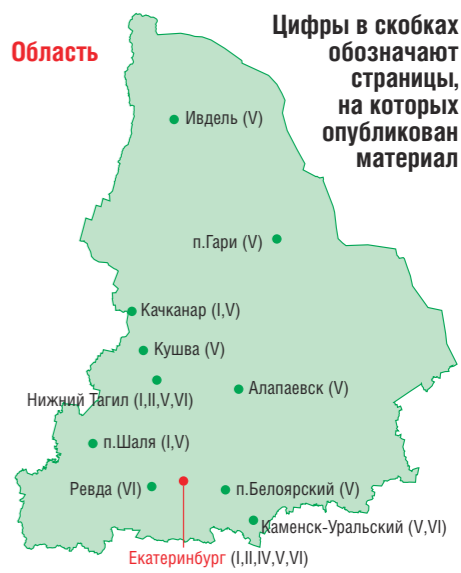 Область
Цифры в скобках
обозначают
страницы,
на которых
опубликован
материал
Ивдель (V)
п.Гари (V)
Качканар (I,V)
Кушва (V)
Нижний Тагил (I,II,V,VI)
Алапаевск (V)
п.Шаля (I,V)
Ревда (VI)
п.Белоярский (V)
Каменск-Уральский (V,VI)
Екатеринбург (I,II,IV,V,VI)